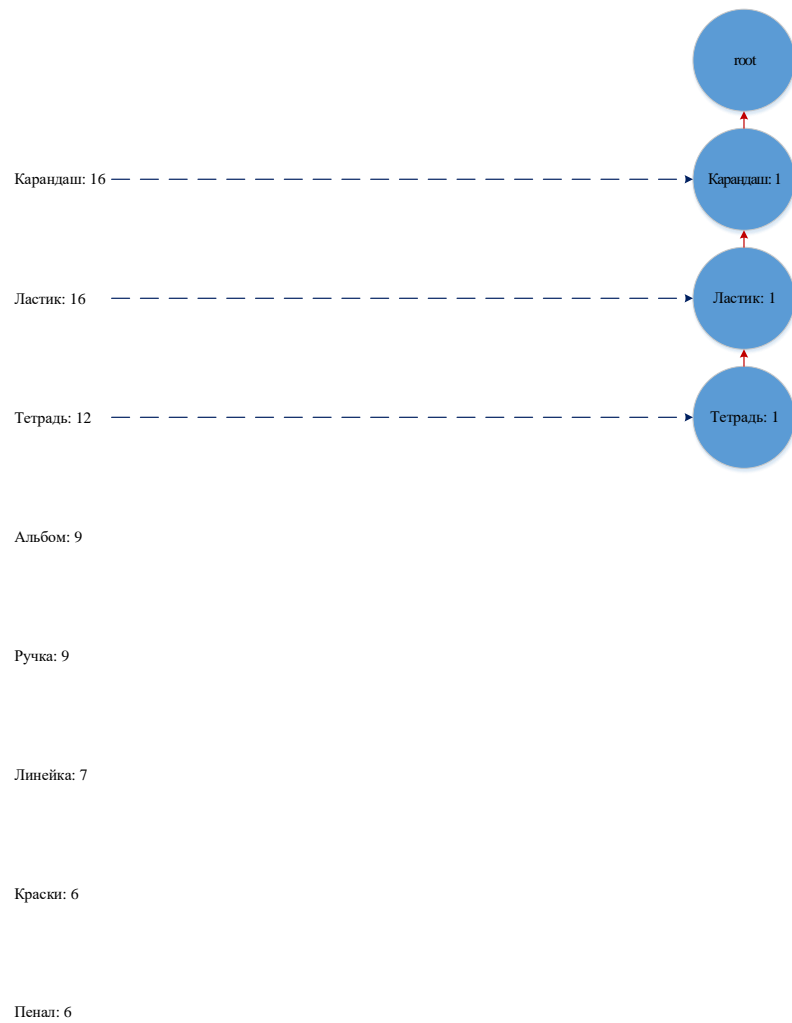 root
Карандаш: 16
Карандаш: 1
Ластик: 16
Ластик: 1
Тетрадь: 12
Тетрадь: 1
Альбом: 9
Ручка: 9
Линейка: 7
Краски: 6
Пенал: 6